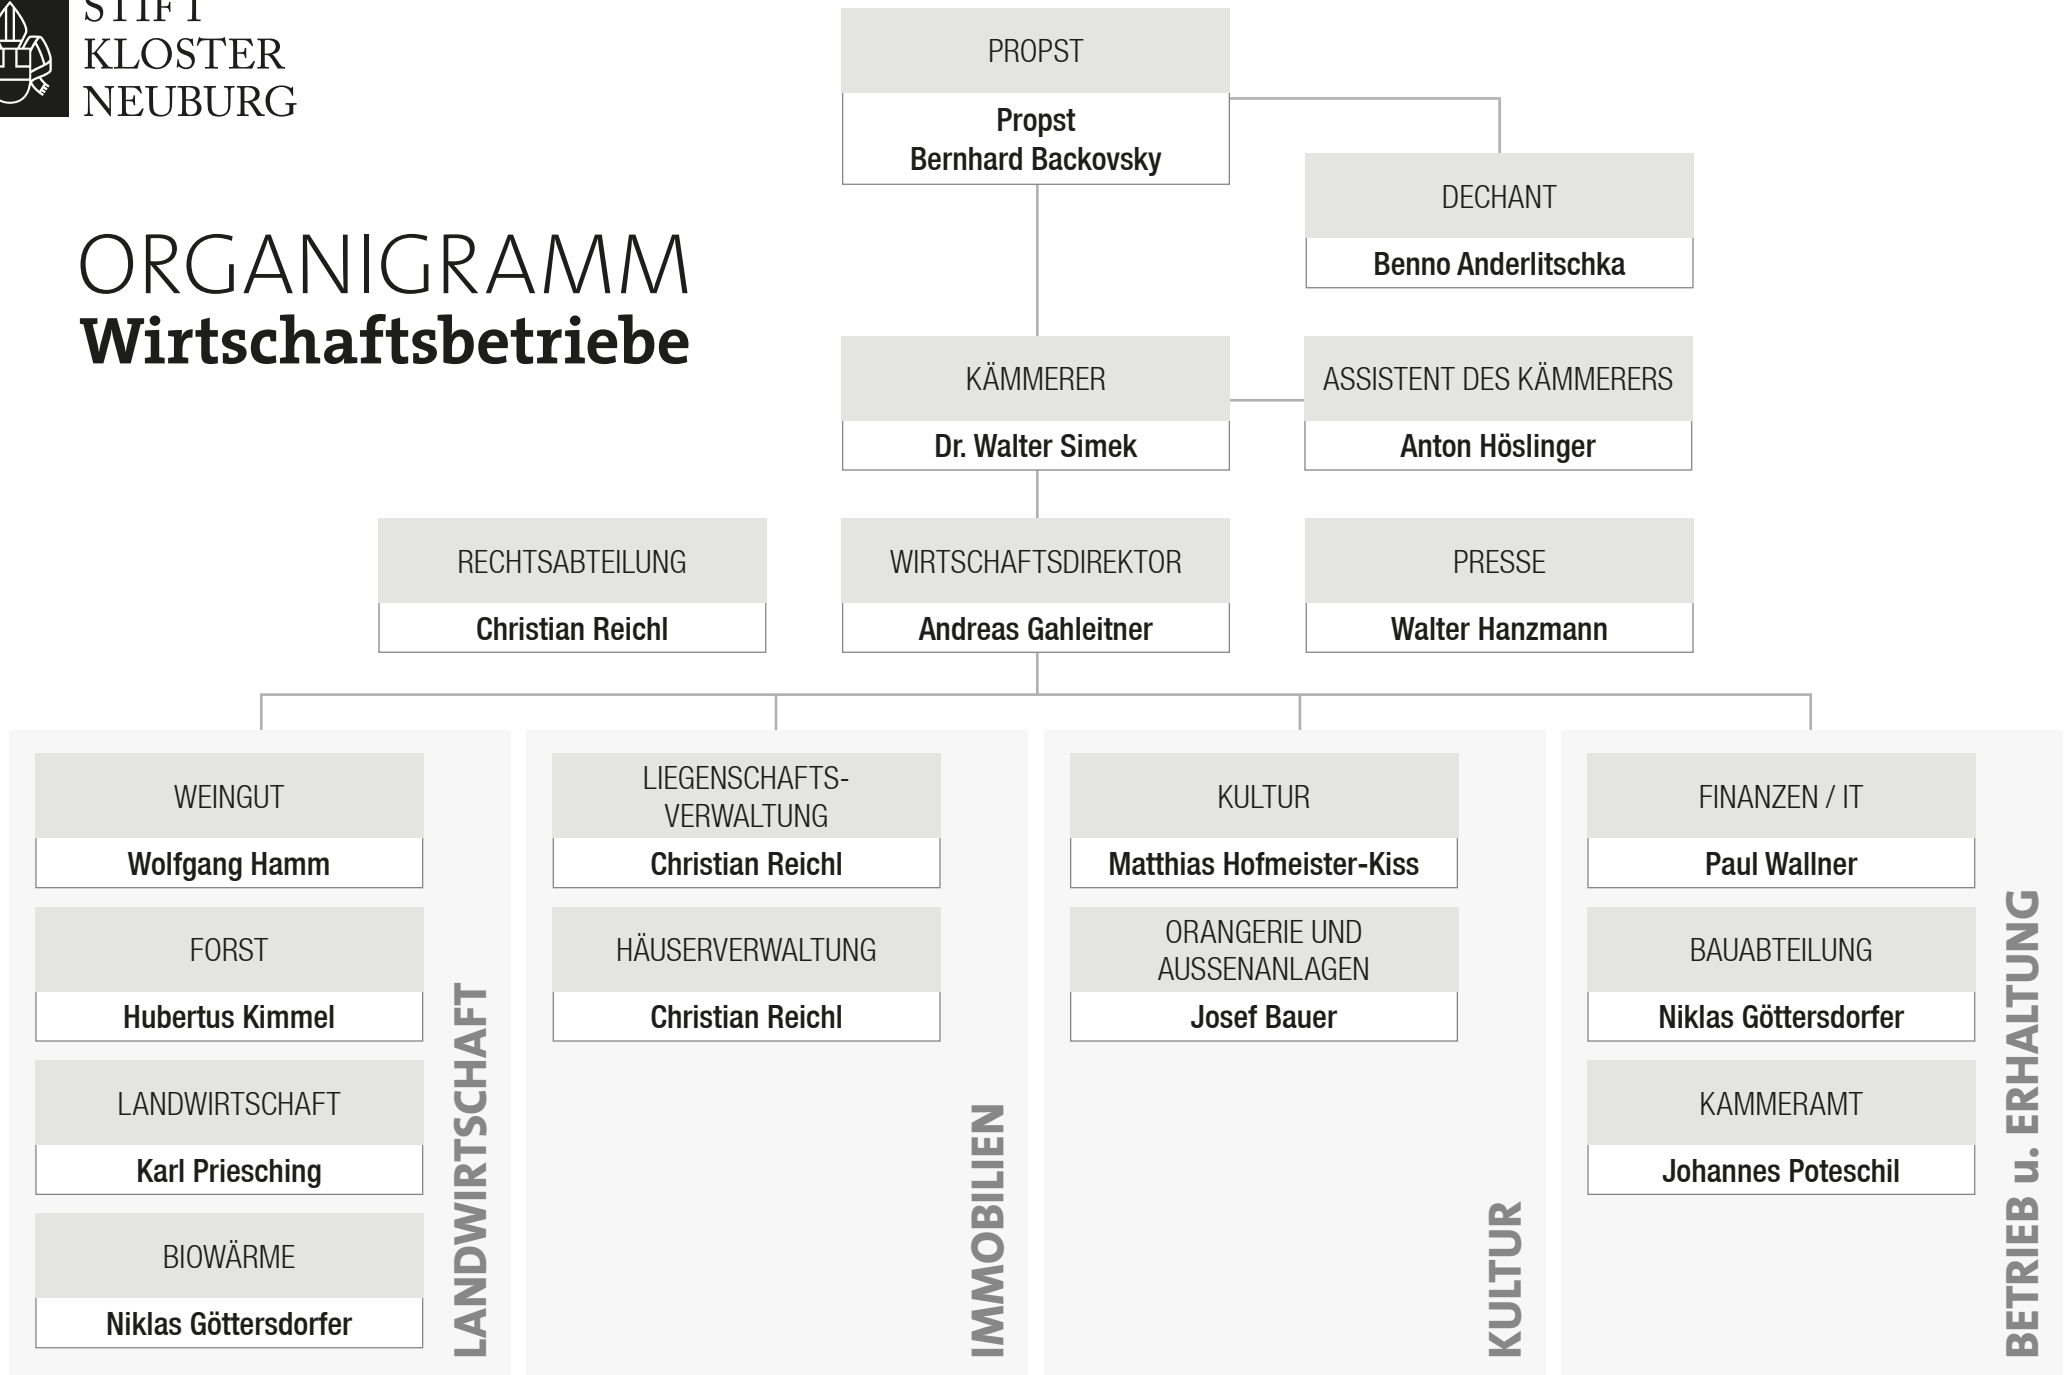 STIFT
KLOSTER
NEUBURG
ORGANIGRAMM
Wirtschaftsbetriebe
PROPST
Propst
Bernhard Backovsky
DECHANT
Benno Anderlitschka
KÄMMERER
Dr. Walter Simek
ASSISTENT DES KÄMMERERS
Anton Höslinger
RECHTSABTEILUNG
Christian Reichl
WIRTSCHAFTSDIREKTOR
Andreas Gahleitner
PRESSE
Walter Hanzmann
WEINGUT
Wolfgang Hamm
FORST
Hubertus Kimmel
LANDWIRTSCHAFT
Karl Priesching
BIOWÄRME
Niklas Göttersdorfer
LANDWIRTSCHAFT
LIEGENSCHAFTS-
VERWALTUNG
Christian Reichl
HÄUSERVERWALTUNG
Christian Reichl
IMMOBILIEN
KULTUR
Matthias Hofmeister-Kiss
ORANGERIE UND
AUSSENANLAGEN
Josef Bauer
KULTUR
FINANZEN / IT
Paul Wallner
BAUABTEILUNG
Niklas Göttersdorfer
KAMMERAMT
Johannes Poteschil
BETRIEB u. ERHALTUNG